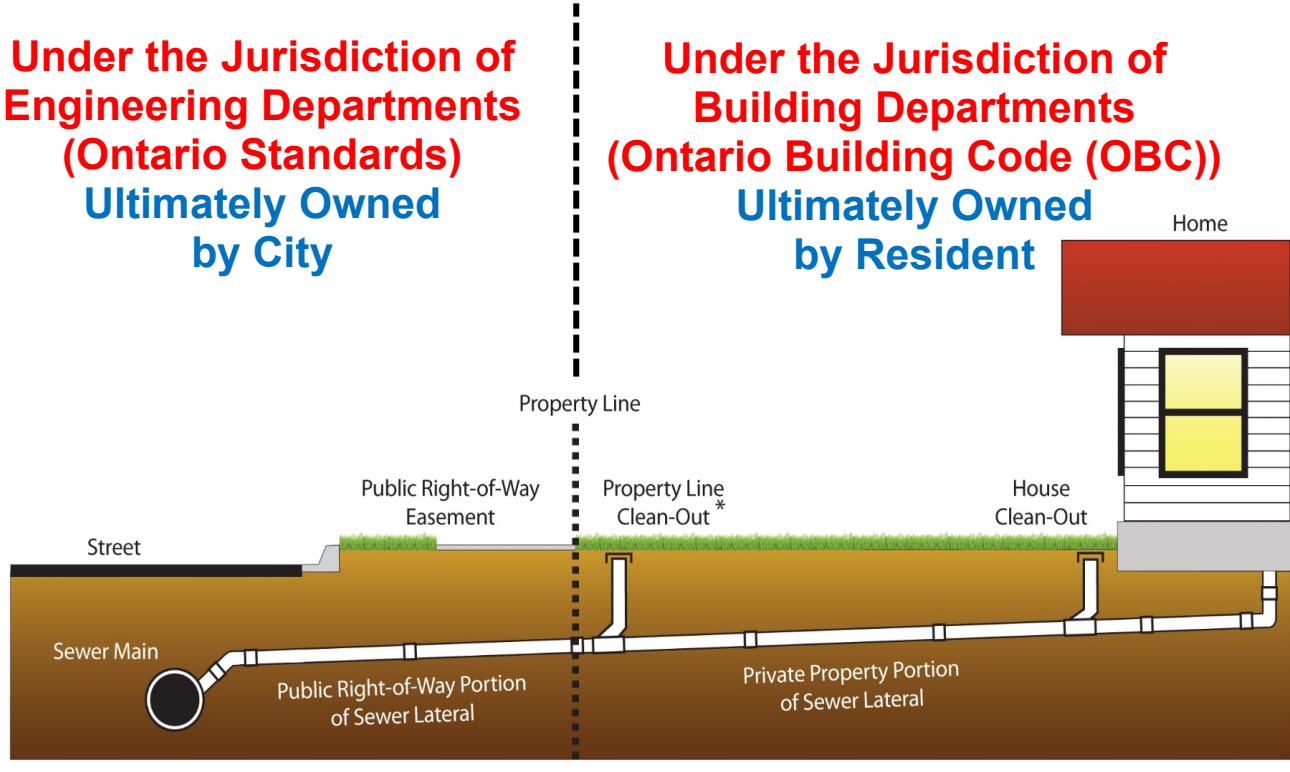 Under the Jurisdiction of
Engineering Departments
(Ontario Standards)
Ultimately Owned
by City
Under the Jurisdiction of
Building Departments
(Ontario Building Code (OBC))
Ultimately Owned
by Resident
Home
Property Line
Public Right-of-Way
Easement
Property Line
Clean-Out *
House
Clean-Out
Street
Sewer Main
Public Right-of-Way Portion
of Sewer Lateral
Private Property Portion
of Sewer Lateral